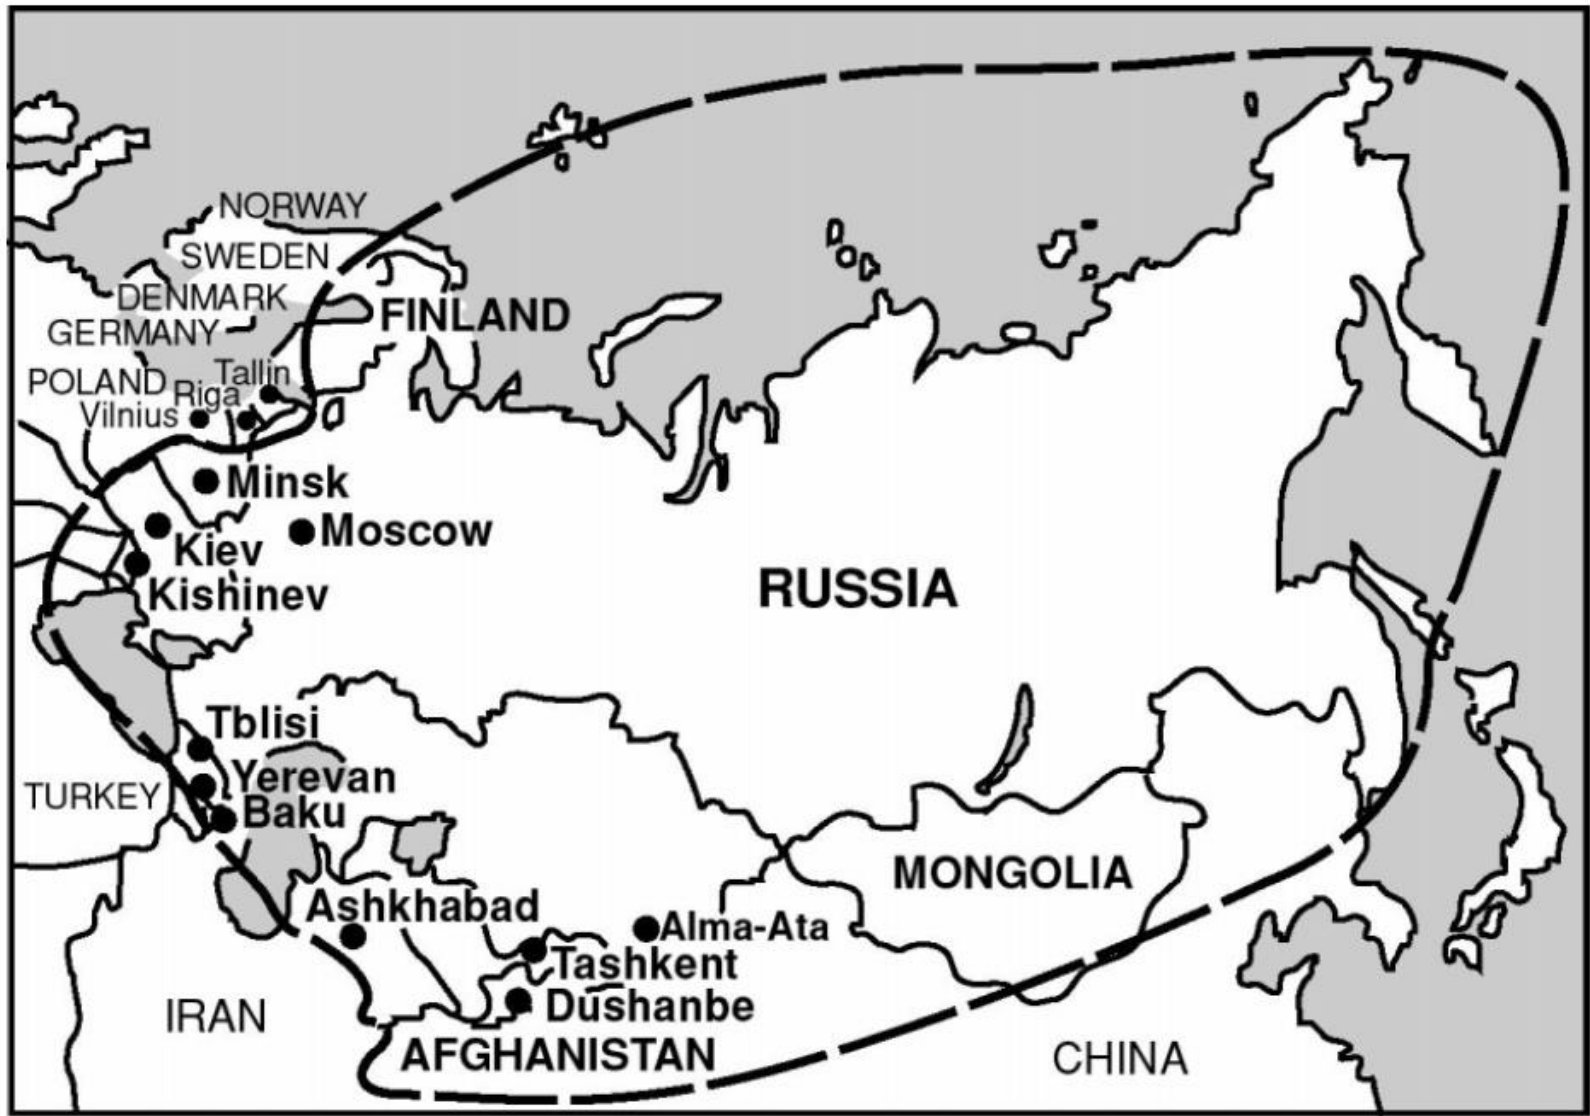 NORWAY
SWEDEN
DENMARK
FINLAND
GERMANY
Tallin
POLAND
Riga
Vilnius
Minsk
Moscow
Kiev
Kishinev
RUSSIA
Tblisi
Yerevan
TURKEY
Baku
MONGOLIA
Ashkhabad
Alma-Ata
Tashkent
Dushanbe
IRAN
AFGHANISTAN
CHINA